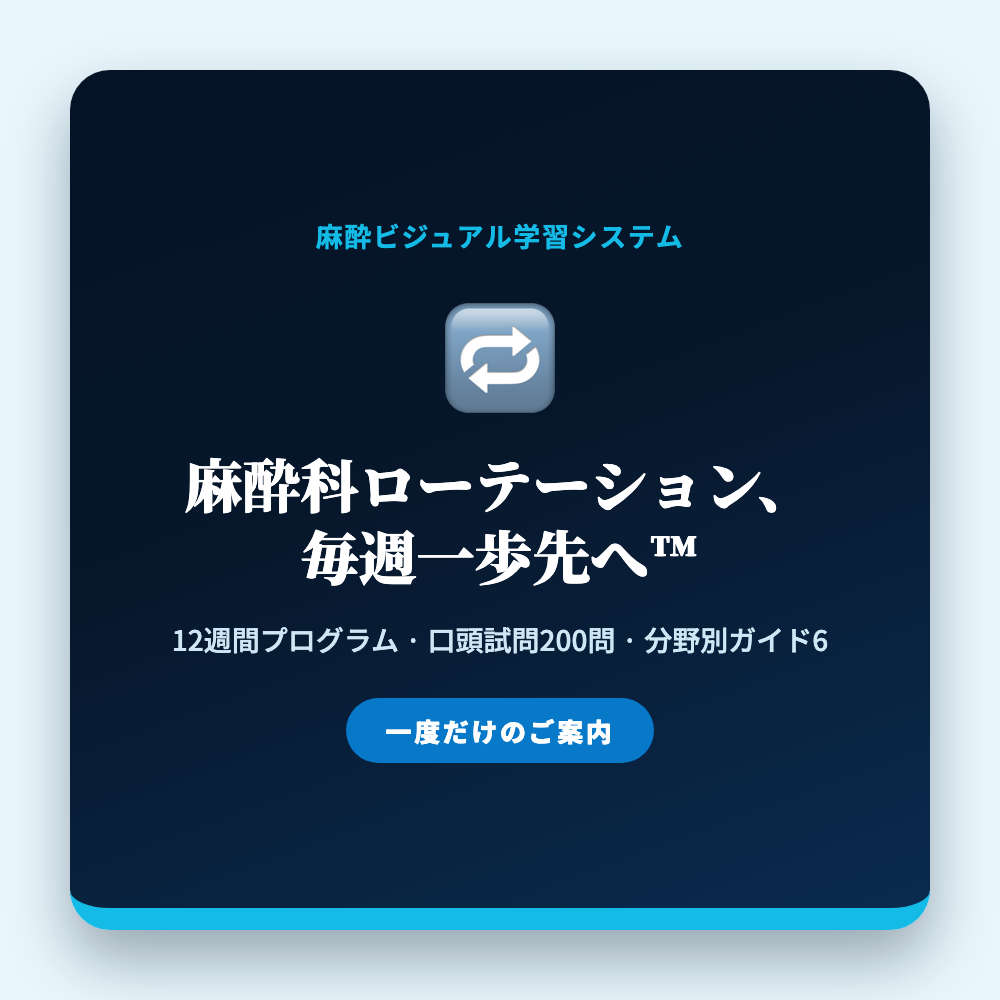 麻酔ビジュアル学習システム
麻酔科ローテーション、
毎週一歩先へ™
12週間プログラム · 口頭試問200問 · 分野別ガイド6
一度だけのご案内